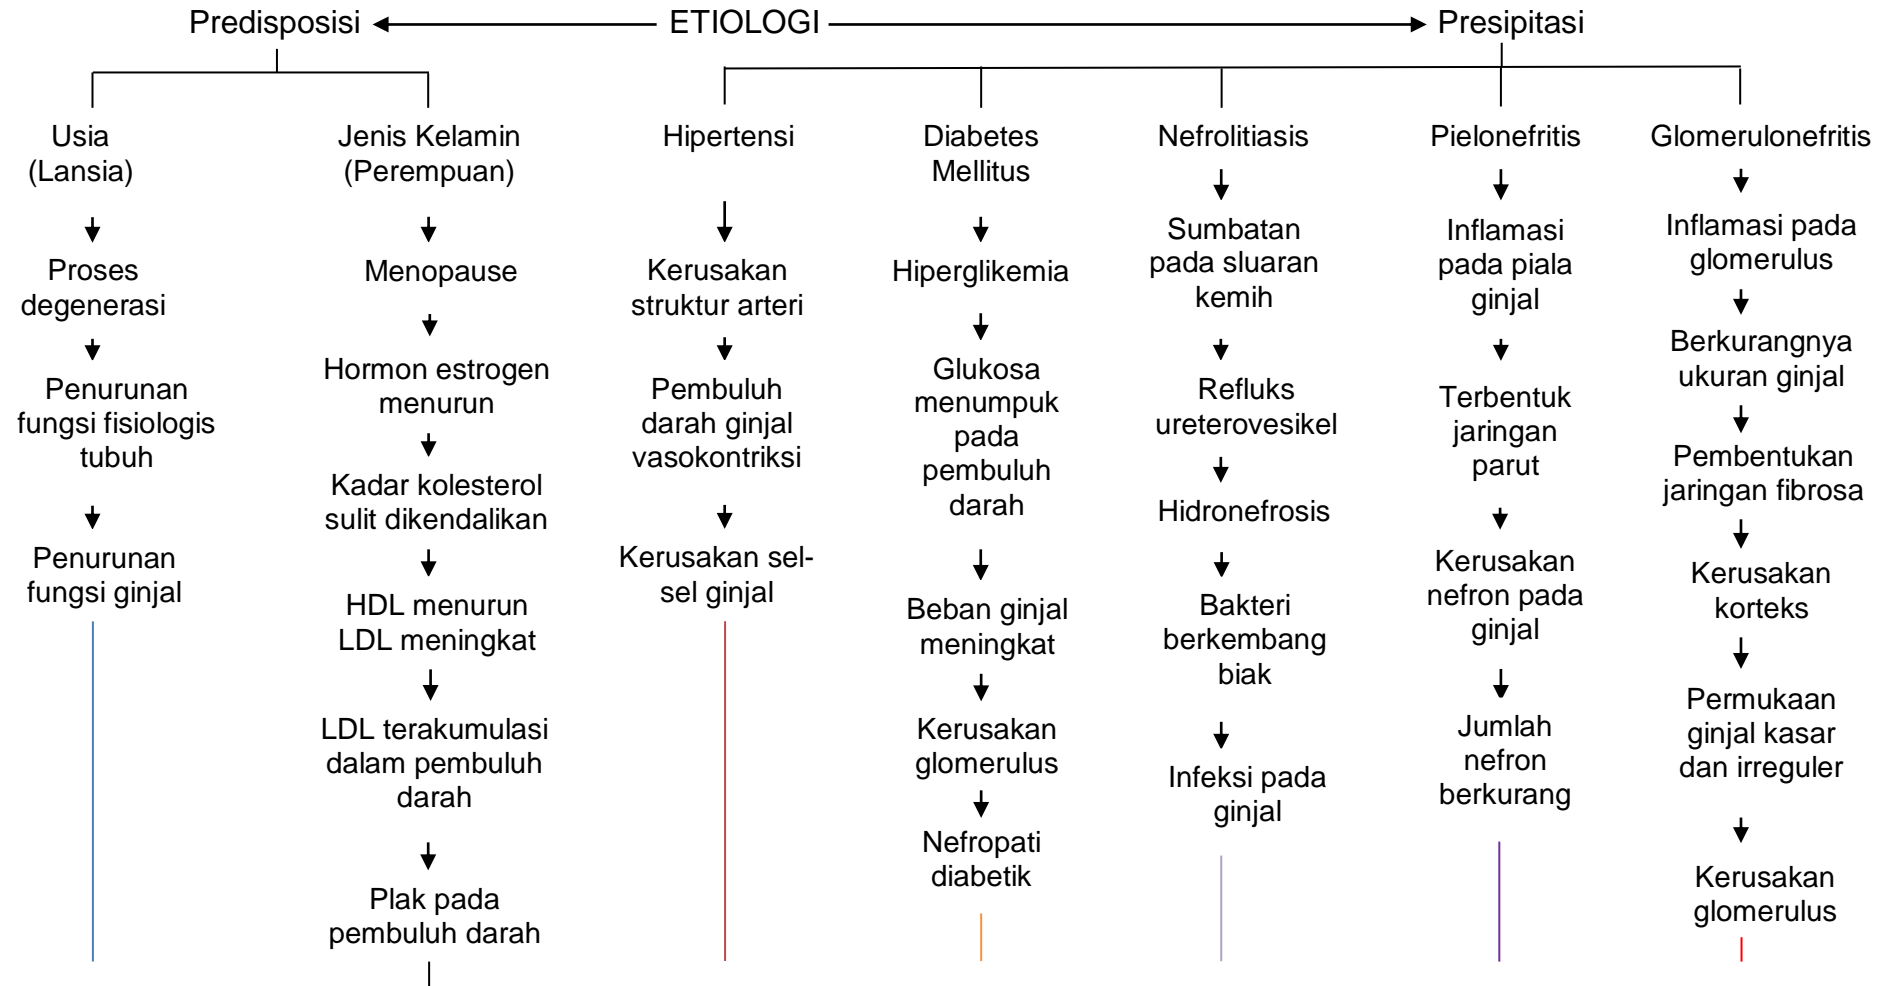 Predisposisi
ETIOLOGI
Presipitasi
Usia
(Lansia)
Proses
degenerasi
Penurunan
fungsi fisiologis
tubuh
Penurunan
fungsi ginjal
Jenis Kelamin
(Perempuan)
Menopause
Hormon estrogen
menurun
Kadar kolesterol
sulit dikendalikan
HDL menurun
LDL meningkat
LDL terakumulasi
dalam pembuluh
darah
Plak pada
pembuluh darah
Hipertensi
Kerusakan
struktur arteri
Pembuluh
darah ginjal
vasokontriksi
Kerusakan sel-
sel ginjal
Diabetes
Mellitus
Hiperglikemia
Glukosa
menumpuk
pada
pembuluh
darah
Beban ginjal
meningkat
Kerusakan
glomerulus
Nefropati
diabetik
Nefrolitiasis
Sumbatan
pada sluaran
kemih
Refluks
ureterovesikel
Hidronefrosis
Bakteri
berkembang
biak
Infeksi pada
ginjal
Pielonefritis
Inflamasi
pada piala
ginjal
Terbentuk
jaringan
parut
Kerusakan
nefron pada
ginjal
Jumlah
nefron
berkurang
Glomerulonefritis
Inflamasi pada
glomerulus
Berkurangnya
ukuran ginjal
Pembentukan
jaringan fibrosa
Kerusakan
korteks
Permukaan
ginjal kasar
dan irreguler
Kerusakan
glomerulus